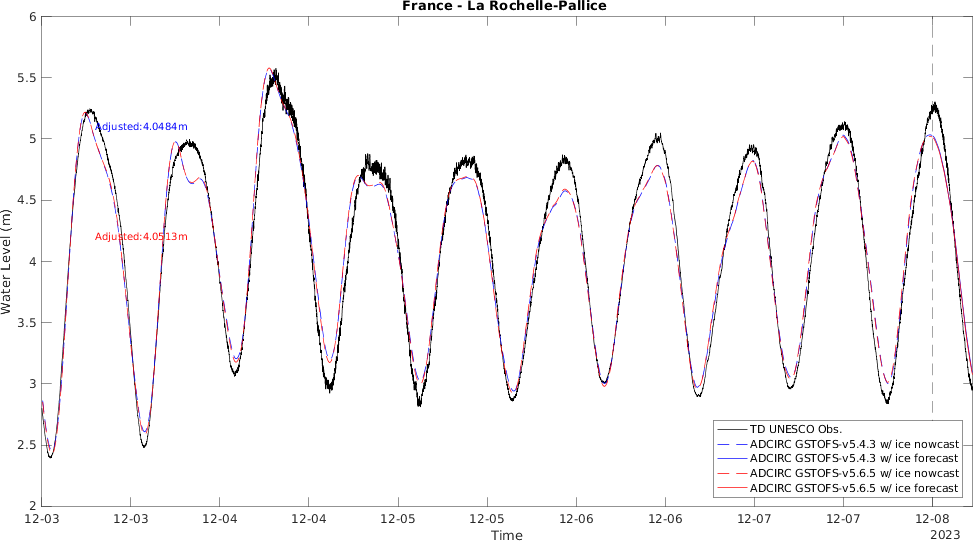 France - La Rochelle-Pallice
6
5.5
5
4.5
4
3.5
3
2.5
2
Water Level (m)
Adjusted:4.0484m
Adjusted:4.0513m
TD UNESCO Obs.
ADCIRC GSTOFS-v5.4.3 w/ ice nowcast
ADCIRC GSTOFS-v5.4.3 w/ ice forecast
ADCIRC GSTOFS-v5.6.5 w/ ice nowcast
ADCIRC GSTOFS-v5.6.5 w/ ice forecast
12-03 12-03 12-04 12-04 12-05 12-05 12-06 12-06 12-07 12-07 12-08
Time
2023